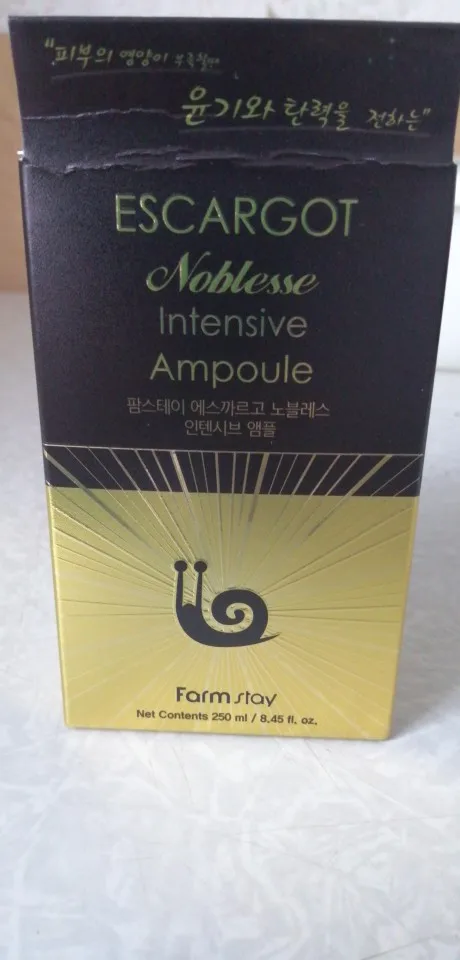 "피부의 영양이 부족할때
윤기와 탄력을 전하는"
ESCARGOT
Noblesse
Intensive
Ampoule
팜스테이 에스까르고 노블레스
인텐시브 앰플
Farmstay
Net Contents 250 ml / 8.45 fl. oz.